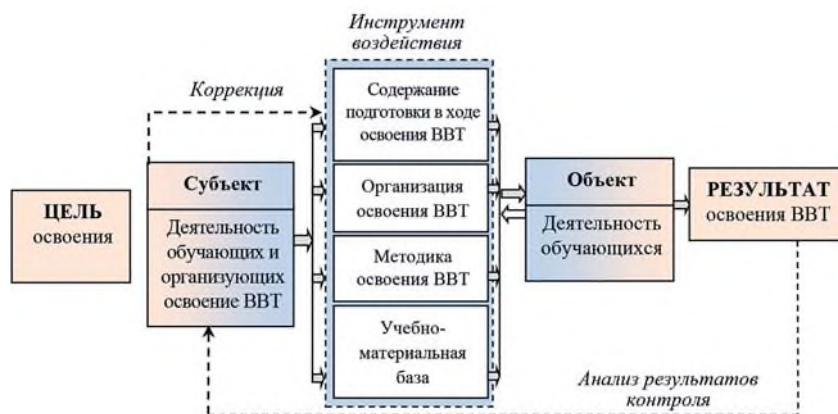 Инструмент
воздействия
Коррекция
ЦЕЛЬ
освоения
Субъект
Деятельность
обучающих и
организующих
освоение ВВТ
Содержание
подготовки в ходе
освоения ВВТ
Организация
освоения ВВТ
Методика
освоения ВВТ
Учебно-
материальная
база
Объект
Деятельность
обучающихся
РЕЗУЛЬТАТ
освоения ВВТ
Анализ результатов
контроля